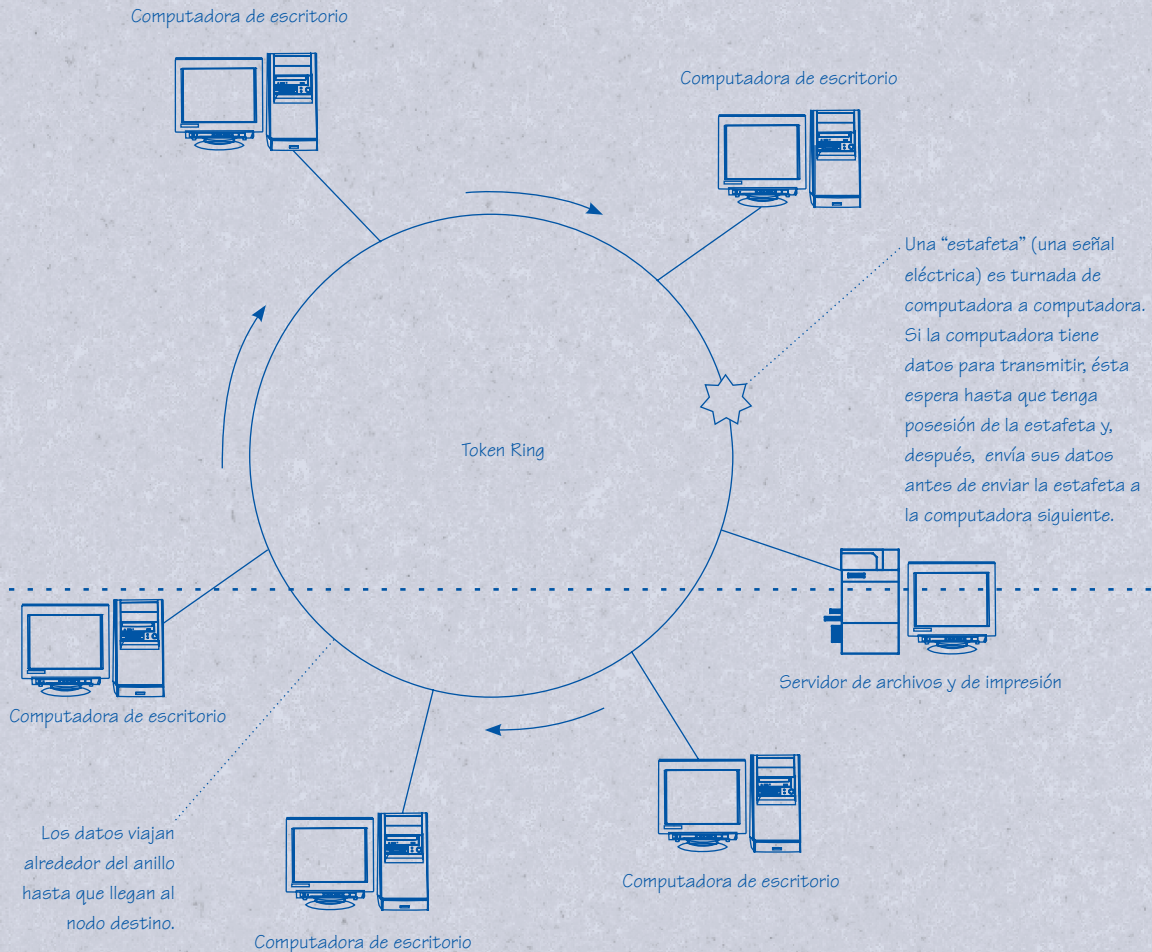 Computadora de escritorio
Computadora de escritorio
Una “estafeta” (una señal
eléctrica) es turnada de
computadora a computadora.
Si la computadora tiene
datos para transmitir, ésta
espera hasta que tenga
posesión de la estafeta y,
después, envía sus datos
antes de enviar la estafeta a
la computadora siguiente.
Token Ring
Servidor de archivos y de impresión
Computadora de escritorio
Computadora de escritorio
Los datos viajan
alrededor del anillo
hasta que llegan al
nodo destino.
Computadora de escritorio